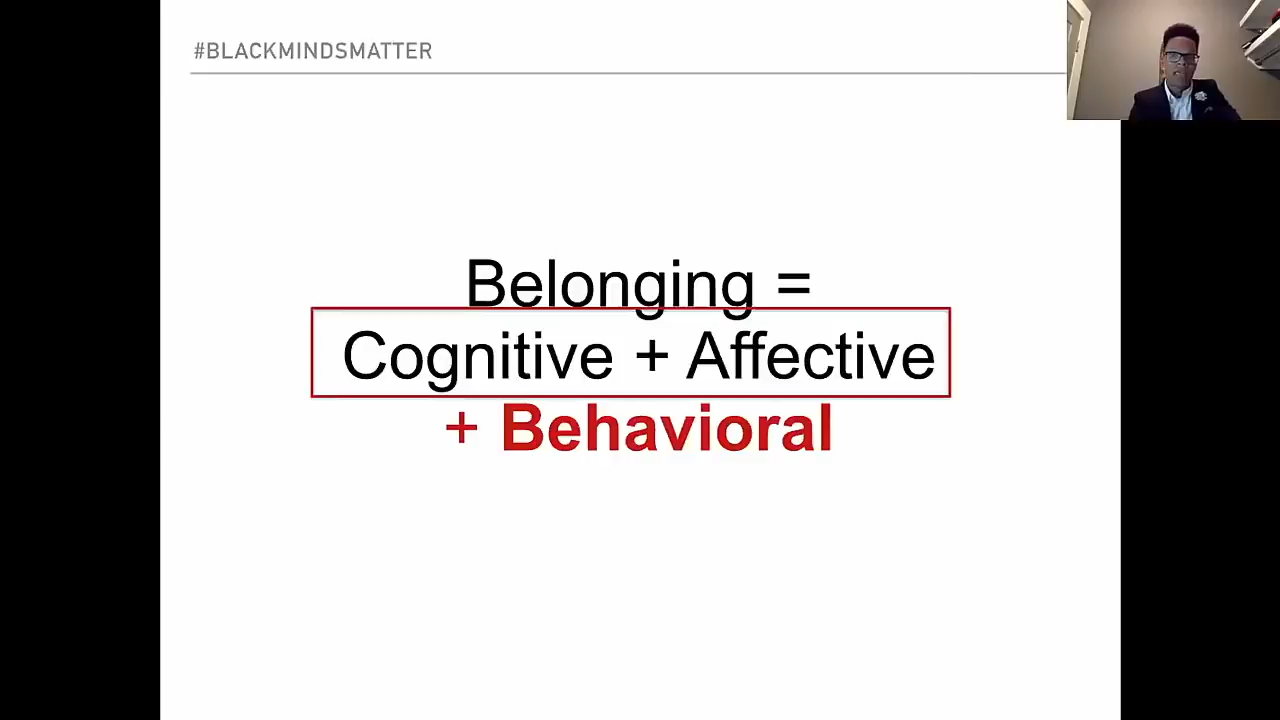 #BLACKMINDSMATTER
Belonging =
Cognitive + Affective
+ Behavioral